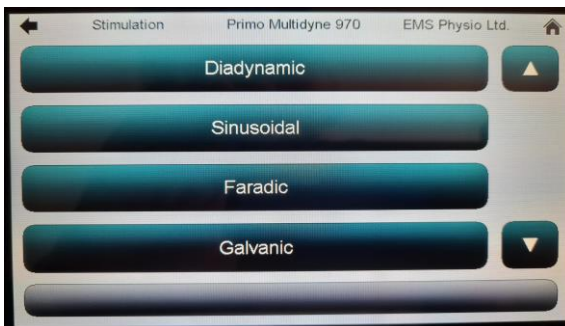 Stimulation Primo Multidyne 970 EMS Physio Ltd.
Diadynamic
Sinusoidal
Faradic
Galvanic